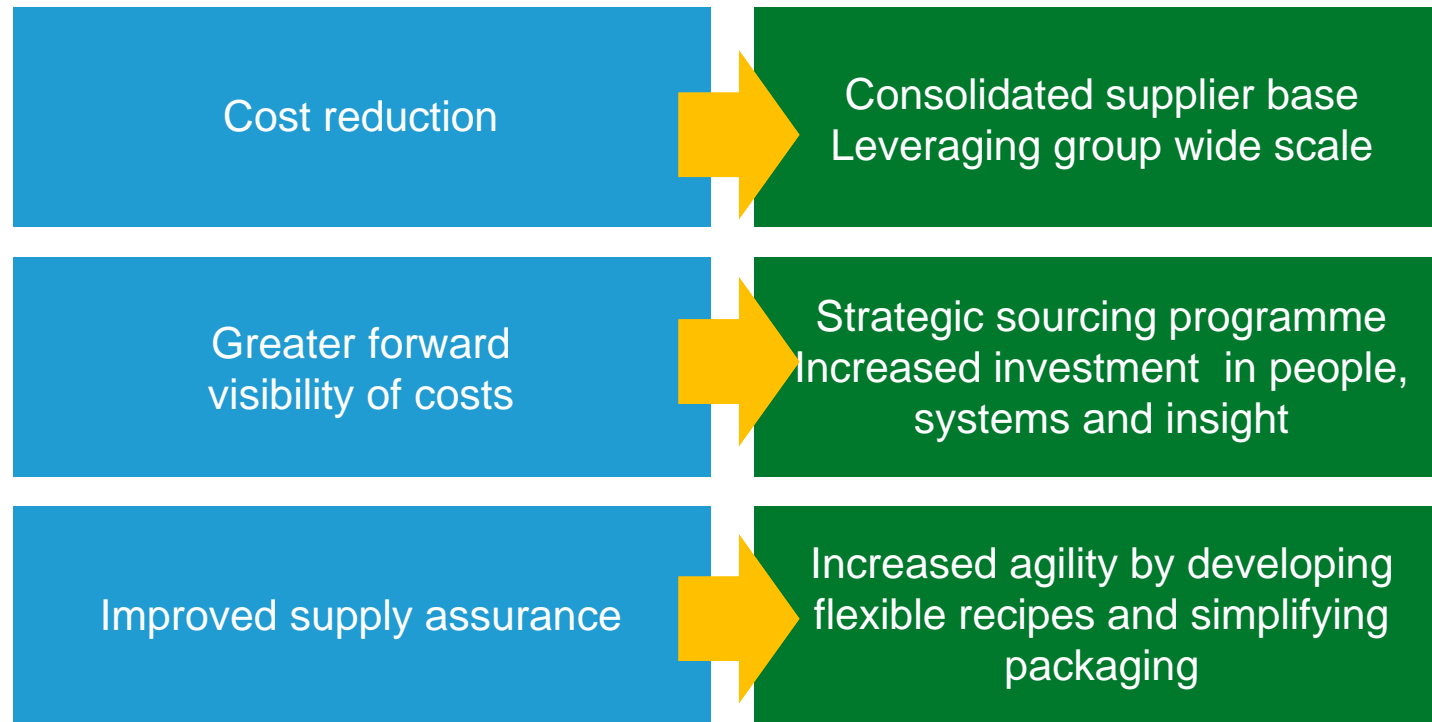 Cost reduction
Consolidated supplier base
Leveraging group wide scale
Greater forward
visibility of costs
Strategic sourcing programme
Increased investment  in people,
systems and insight
Improved supply assurance
Increased agility by developing
flexible recipes and simplifying
packaging